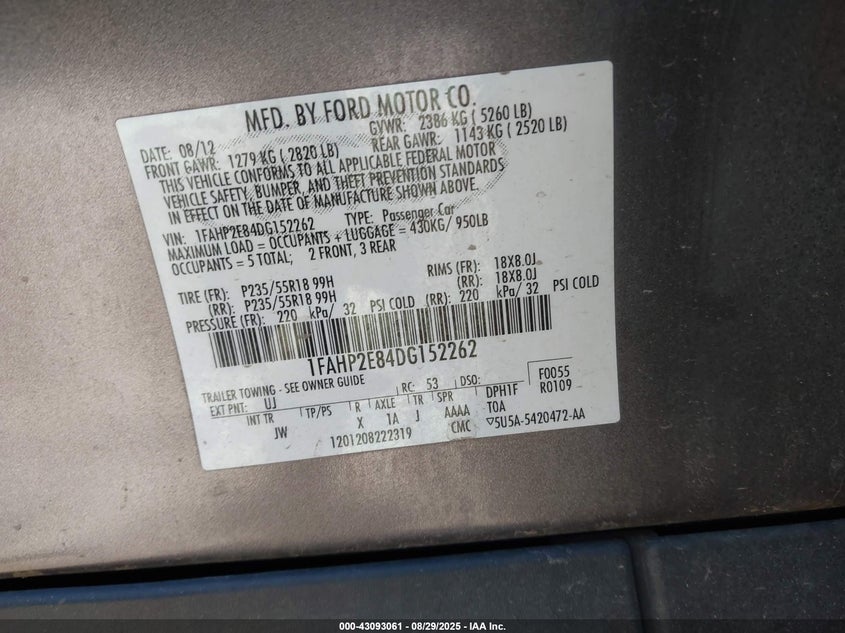 MFD. BY FORD MOTOR CO.
DATE: 08/12 GVWR: 2386 KG ( 5260 LB)
FRONT GAWR: 1279 KG (2820 LB) REAR GAWR: 1143 KG ( 2520 LB)
THIS VEHICLE CONFORMS TO ALL APPLICABLE FEDERAL MOTOR
VEHICLE SAFETY, BUMPER, AND THEFT PREVENTION STANDARDS
IN EFFECT ON THE DATE OF MANUFACTURE SHOWN ABOVE.
VIN: 1FAHP2E84DG152262 TYPE: Passenger Car
MAXIMUM LOAD = OCCUPANTS + LUGGAGE = 430KG/ 950LB
OCCUPANTS = 5 TOTAL; 2 FRONT, 3 REAR
TIRE (FR): P235/55R18 99H RIMS (FR): 18X8.0J
(RR): P235/55R18 99H (RR): 18X8.0J
PRESSURE (FR): 220 kPa/ 32 PSI COLD (RR): 220 kPa/ 32 PSI COLD
1FAHP2E84DG152262
TRAILER TOWING - SEE OWNER GUIDE
EXT PNT: UJ RC: 53 DSO: F0055
INT TR TP/PS R AXLE TR SPR DPH1F R0109
JW X 1A J AAAA TOA
1201208222319 CMC ▽5U5A-5420472-AA
000-43093061 - 08/29/2025 - IAA Inc.